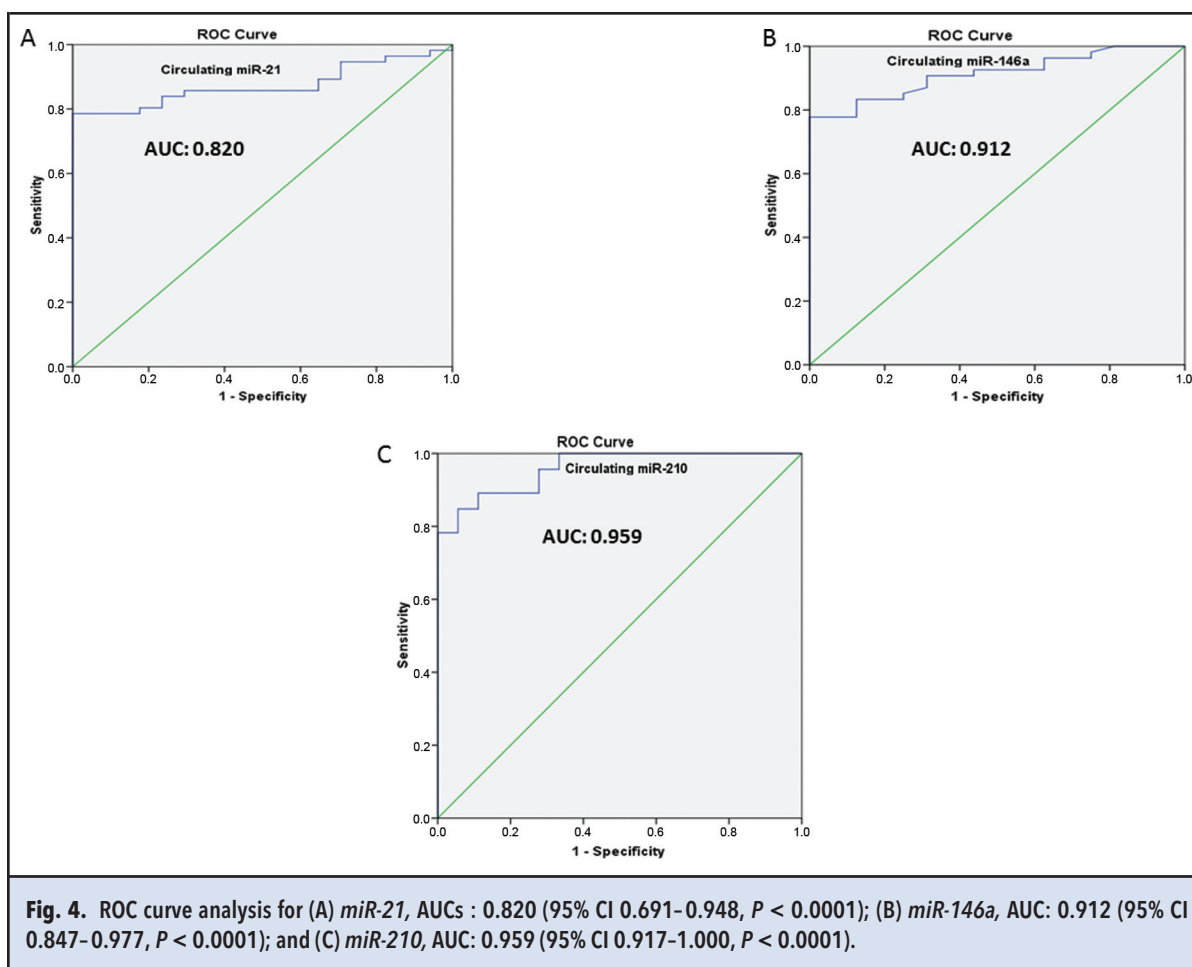 A
ROC Curve
Circulating miR-21
AUC: 0.820
Sensitivity
1.0
0.8
0.6
0.4
0.2
0.0
0.0 0.2 0.4 0.6 0.8 1.0
1 - Specificity
B
ROC Curve
Circulating miR-146a
AUC: 0.912
Sensitivity
1.0
0.8
0.6
0.4
0.2
0.0
0.0 0.2 0.4 0.6 0.8 1.0
1 - Specificity
C
ROC Curve
Circulating miR-210
AUC: 0.959
Sensitivity
1.0
0.8
0.6
0.4
0.2
0.0
0.0 0.2 0.4 0.6 0.8 1.0
1 - Specificity
Fig. 4. ROC curve analysis for (A) miR-21, AUCs : 0.820 (95% CI 0.691–0.948, P < 0.0001); (B) miR-146a, AUC: 0.912 (95% CI
0.847–0.977, P < 0.0001); and (C) miR-210, AUC: 0.959 (95% CI 0.917–1.000, P < 0.0001).